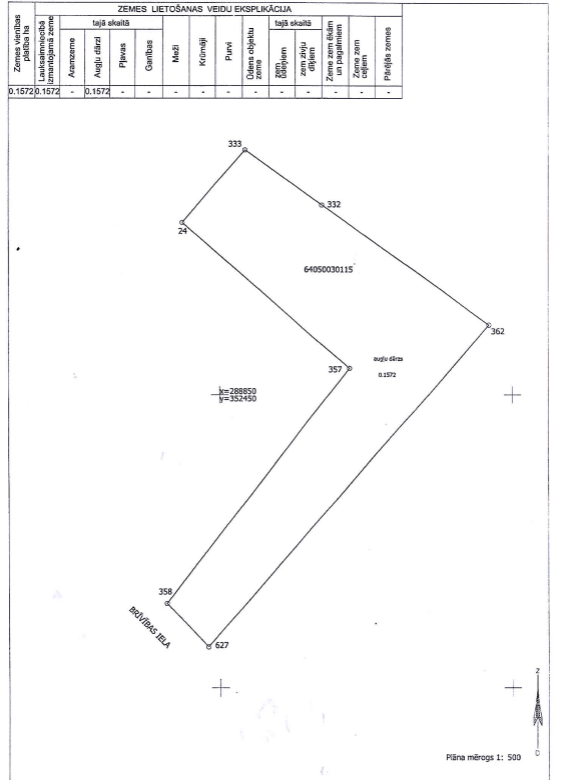 ZEMES LIETOŠANAS VEIDU EKSPLIKĀCIJA
Zemes vienības platība ha
Lauksaimniecībā izmantojamā zeme
tajā skaitā
Aramzeme
Augļu dārzi
Pļavas
Ganības
Meži
Krūmāji
Purvi
Ūdens objektu zeme
tajā skaitā
zem ūdeņiem
zem zivju dīķiem
Zeme zem ēkām un pagalmiem
Zeme zem ceļiem
Pārējās zemes
0.1572 0.1572 - 0.1572 - - - - - - - - - - -
333
332
24
64050030115
362
357
augļu dārzs
0.1572
x=288850
y=352450
358
BRĪVĪBAS IELA
627
Z
D
Plāna mērogs 1: 500